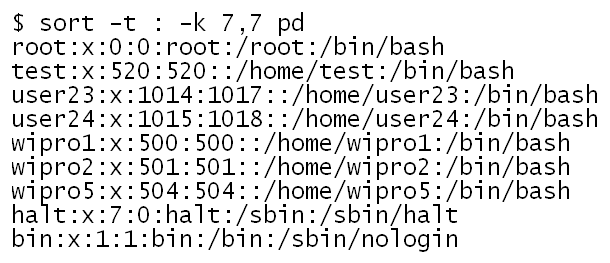 $ sort -t : -k 7,7 pd
root:x:0:0:root:/root:/bin/bash
test:x:520:520::/home/test:/bin/bash
user23:x:1014:1017::/home/user23:/bin/bash
user24:x:1015:1018::/home/user24:/bin/bash
wipro1:x:500:500::/home/wipro1:/bin/bash
wipro2:x:501:501::/home/wipro2:/bin/bash
wipro5:x:504:504::/home/wipro5:/bin/bash
halt:x:7:0:halt:/sbin:/sbin/halt
bin:x:1:1:bin:/bin:/sbin/nologin